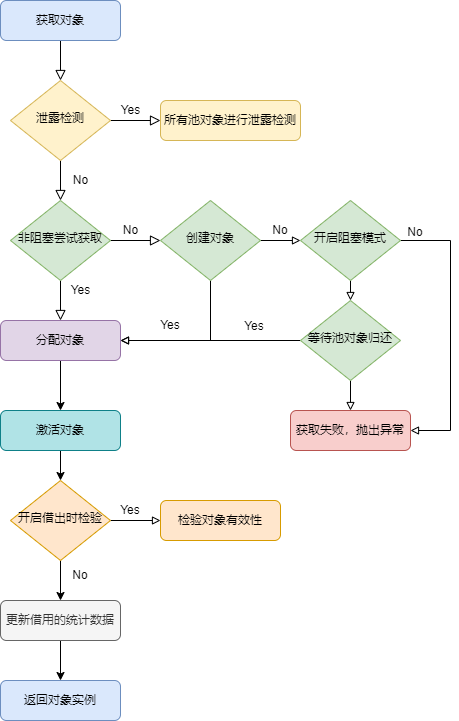 获取对象
泄露检测
Yes
所有池对象进行泄露检测
No
非阻塞尝试获取
No
创建对象
No
开启阻塞模式
No
Yes
分配对象
Yes
Yes
等待池对象归还
激活对象
获取失败，抛出异常
开启借出时检验
Yes
检验对象有效性
No
更新借用的统计数据
返回对象实例